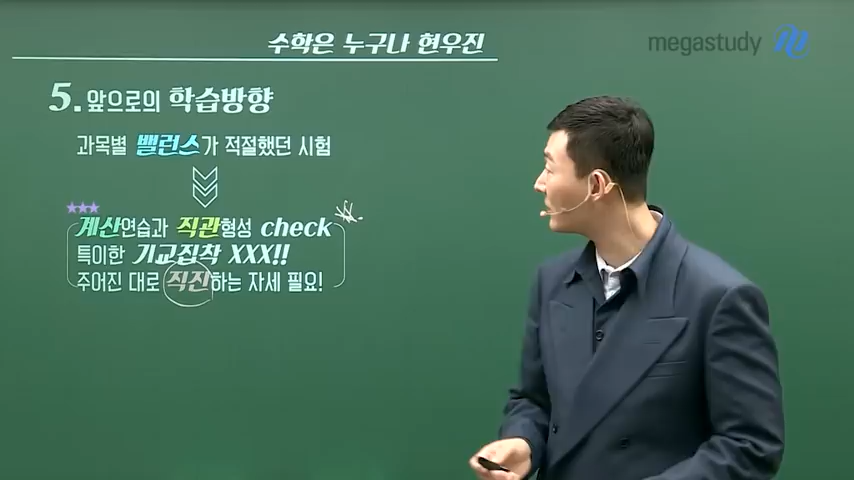 수학은 누구나 현우진
megastudy
5. 앞으로의 학습방향
과목별 밸런스가 적절했던 시험
계산연습과 직관형성 check
특이한 기교집착 XXX!!
주어진 대로 직진하는 자세 필요!